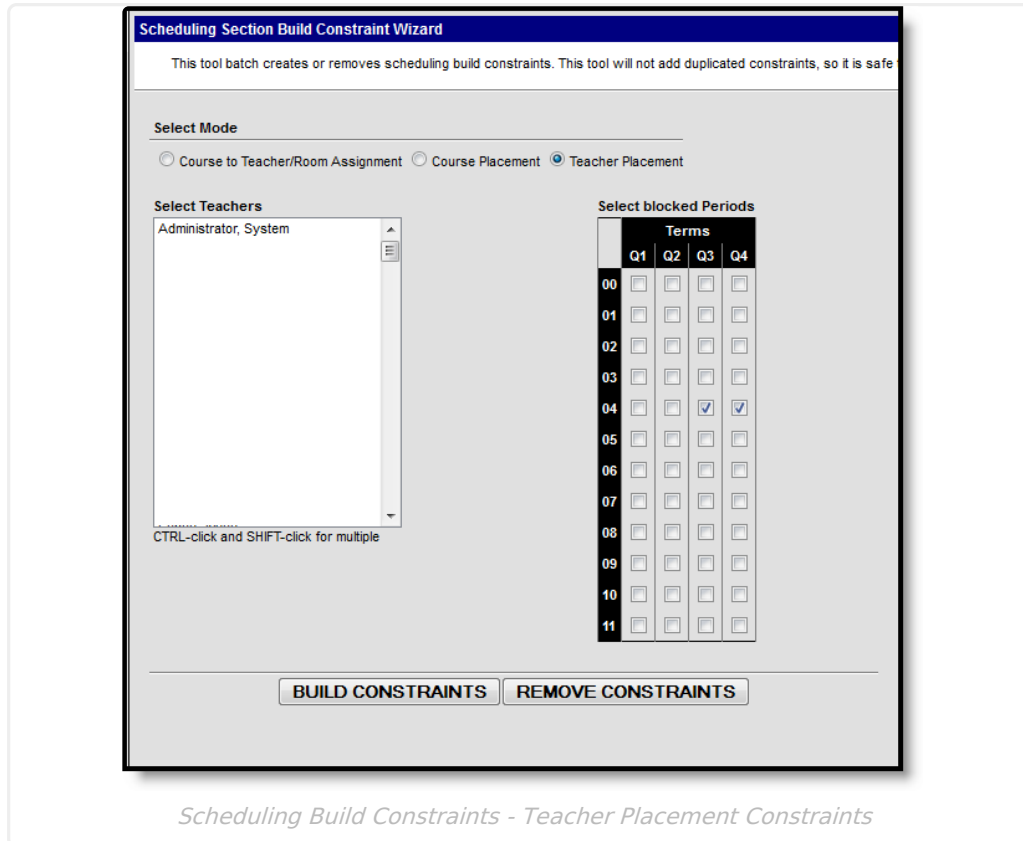 Scheduling Section Build Constraint Wizard
This tool batch creates or removes scheduling build constraints. This tool will not add duplicated constraints, so it is safe
Select Mode
Course to Teacher/Room Assignment Course Placement Teacher Placement
Select Teachers
Administrator, System
CTRL-click and SHIFT-click for multiple
Select blocked Periods
Terms
Q1 Q2 Q3 Q4
00
01
02
03
04
05
06
07
08
09
10
11
BUILD CONSTRAINTS REMOVE CONSTRAINTS
Scheduling Build Constraints - Teacher Placement Constraints